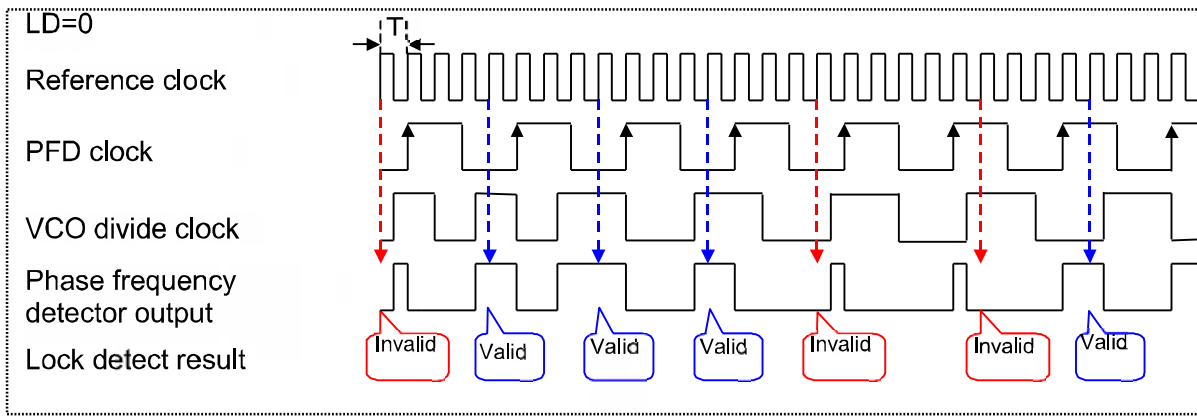 LD=0
T
Reference clock
PFD clock
VCO divide clock
Phase frequency
detector output
Lock detect result
Invalid
Valid
Valid
Valid
Invalid
Invalid
Valid